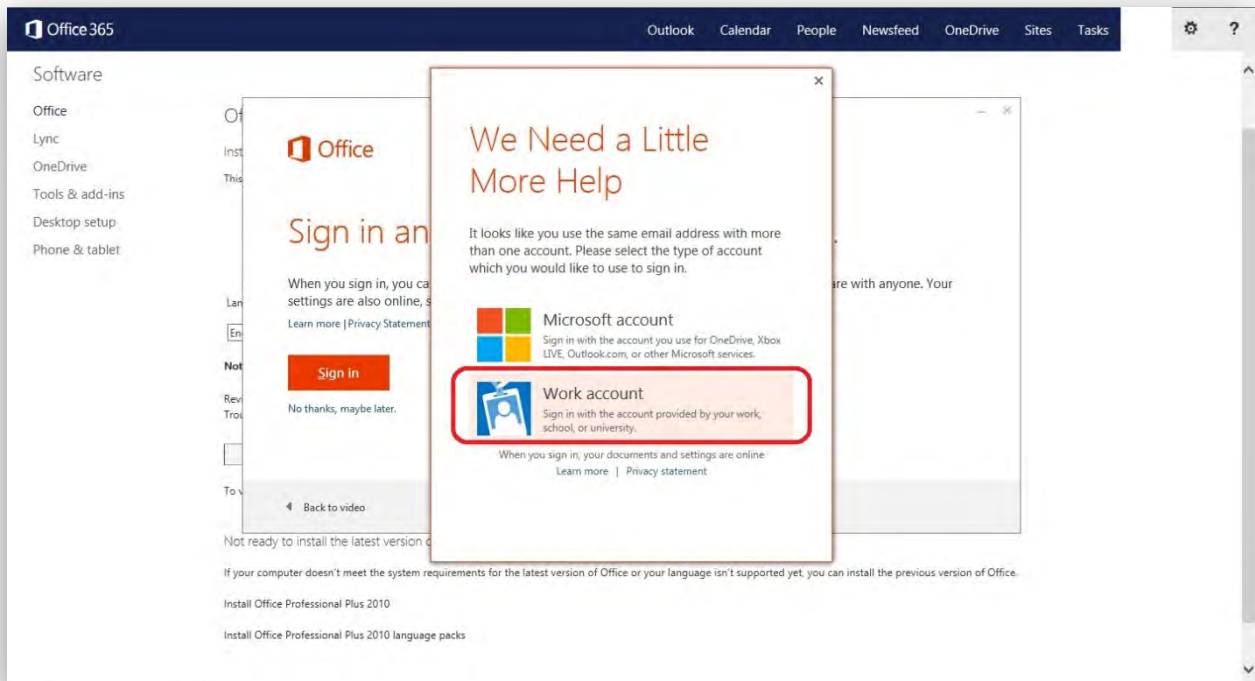 Office 365
Outlook Calendar People Newsfeed OneDrive Sites Tasks ?
Software
Office
Lync
OneDrive
Tools & add-ins
Desktop setup
Phone & tablet
Inst
This
Not
To
Office
Sign in an
When you sign in, you ca
are with anyone. Your
settings are also online, s
Learn more | Privacy Statement
Sign in
No thanks, maybe later.
Back to video
We Need a Little
More Help
It looks like you use the same email address with more
than one account. Please select the type of account
which you would like to use to sign in.
Microsoft account
Sign in with the account you use for OneDrive, Xbox
LIVE, Outlook.com, or other Microsoft services.
Work account
Sign in with the account provided by your work,
school, or university.
When you sign in, your documents and settings are online
Learn more | Privacy statement
Not ready to install the latest version
If your computer doesn't meet the system requirements for the latest version of Office or your language isn't supported yet, you can install the previous version of Office.
Install Office Professional Plus 2010
Install Office Professional Plus 2010 language packs